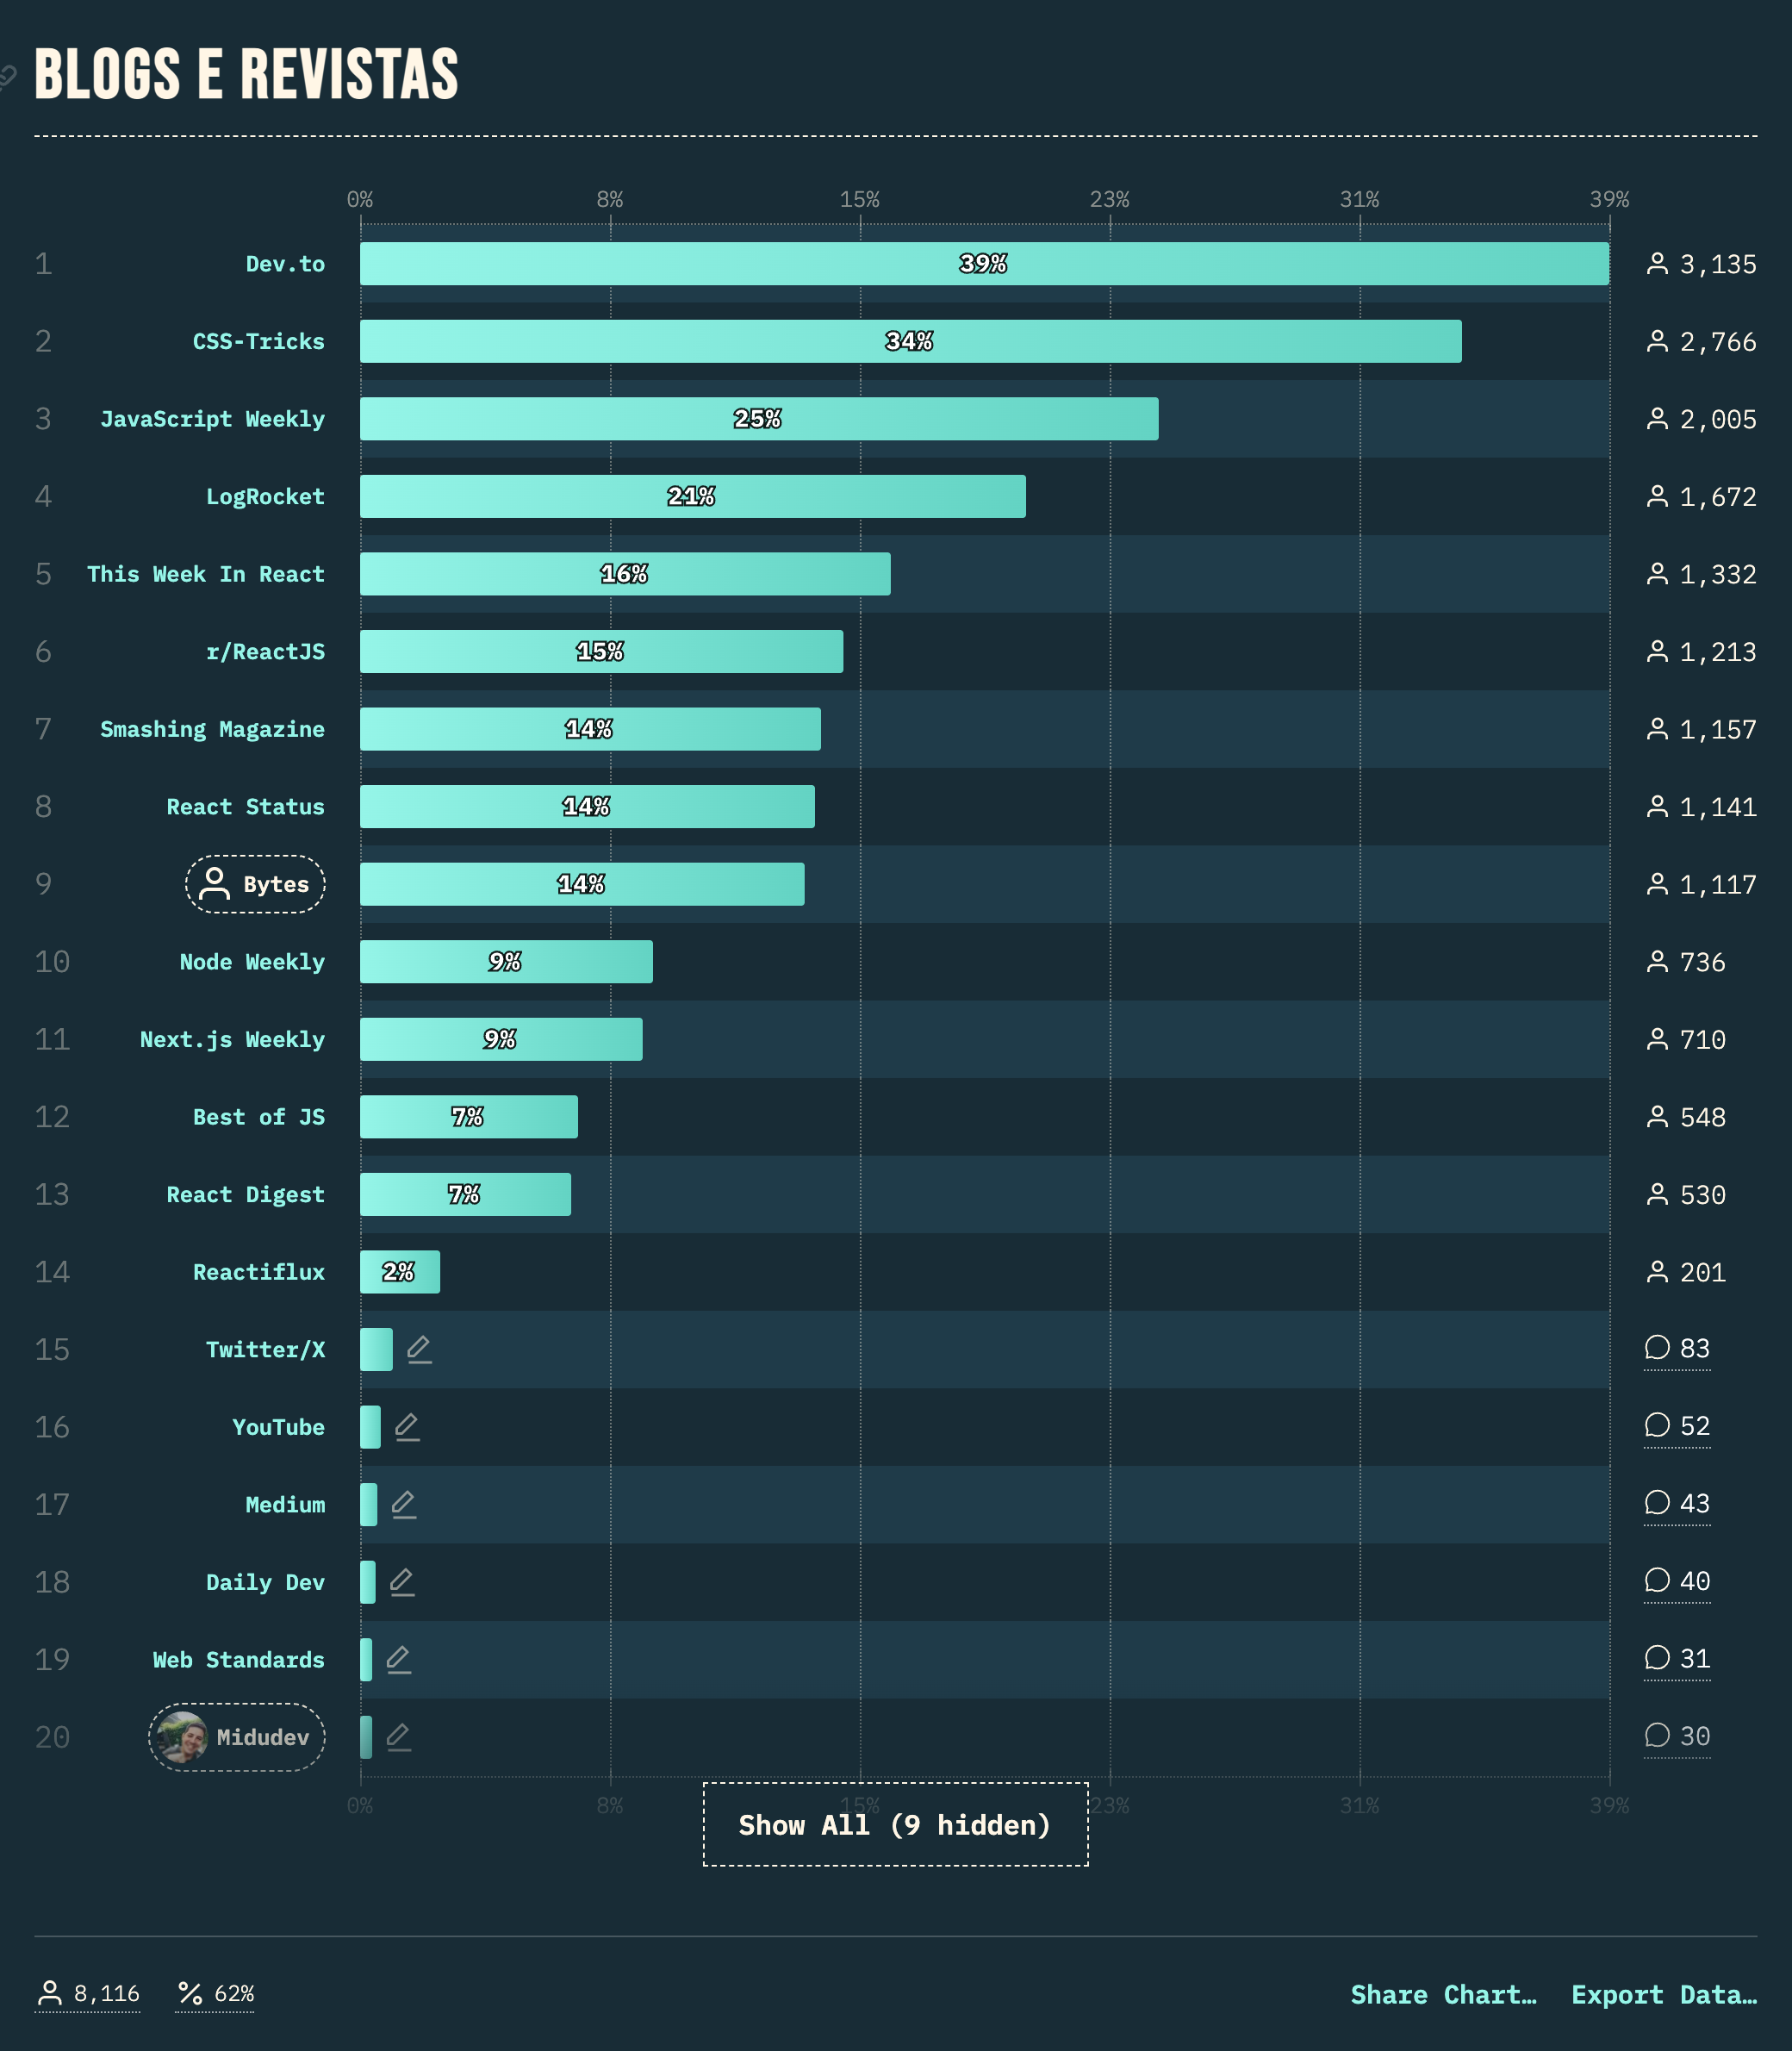 BLOGS E REVISTAS
0% 8% 15% 23% 31% 39%
1 Dev.to 39% 3,135
2 CSS-Tricks 34% 2,766
3 JavaScript Weekly 25% 2,005
4 LogRocket 21% 1,672
5 This Week In React 16% 1,332
6 r/ReactJS 15% 1,213
7 Smashing Magazine 14% 1,157
8 React Status 14% 1,141
9 Bytes 14% 1,117
10 Node Weekly 9% 736
11 Next.js Weekly 9% 710
12 Best of JS 7% 548
13 React Digest 7% 530
14 Reactiflux 2% 201
15 Twitter/X 83
16 YouTube 52
17 Medium 43
18 Daily Dev 40
19 Web Standards 31
20 Midudev 30
0% 8% 15% 23% 31% 39%
Show All (9 hidden)
8,116 62% Share Chart… Export Data…